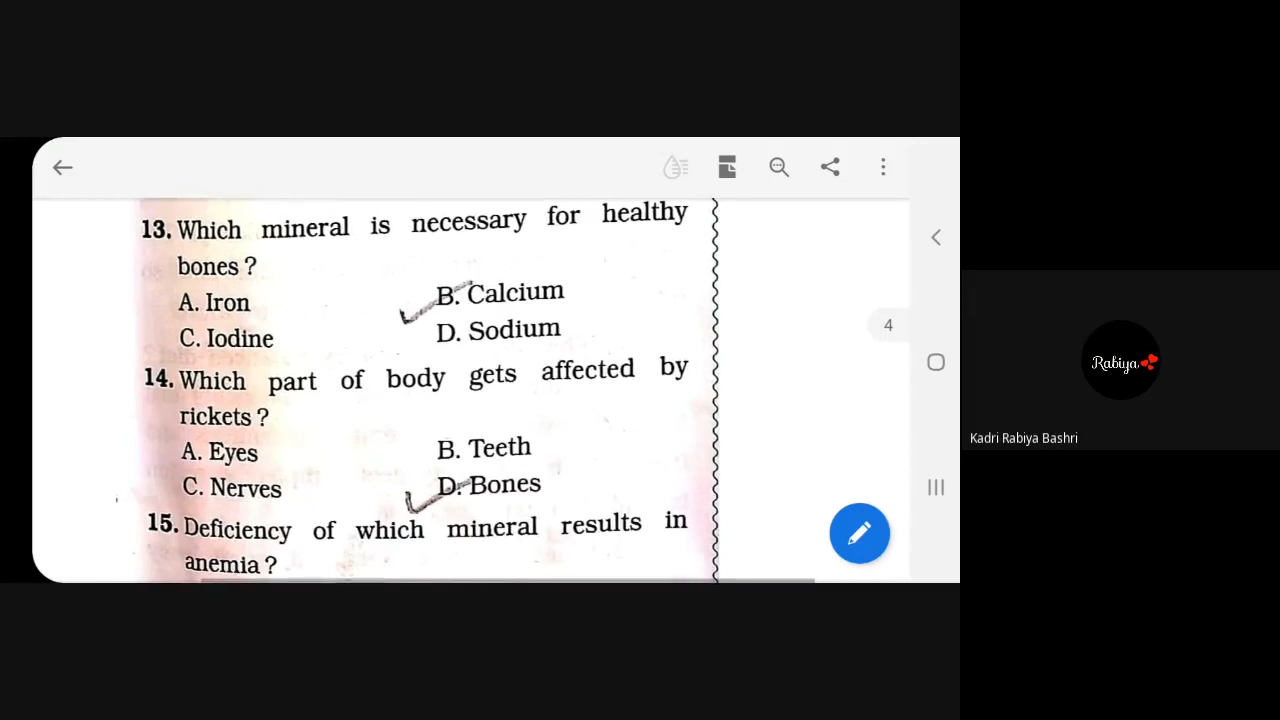 13. Which mineral is necessary for healthy
bones ?
A. Iron
B. Calcium
C. Iodine
D. Sodium
14. Which part of body gets affected by
rickets ?
A. Eyes
B. Teeth
C. Nerves
D. Bones
15. Deficiency of which mineral results in
anemia ?
4
Rabiya
Kadri Rabiya Bashri